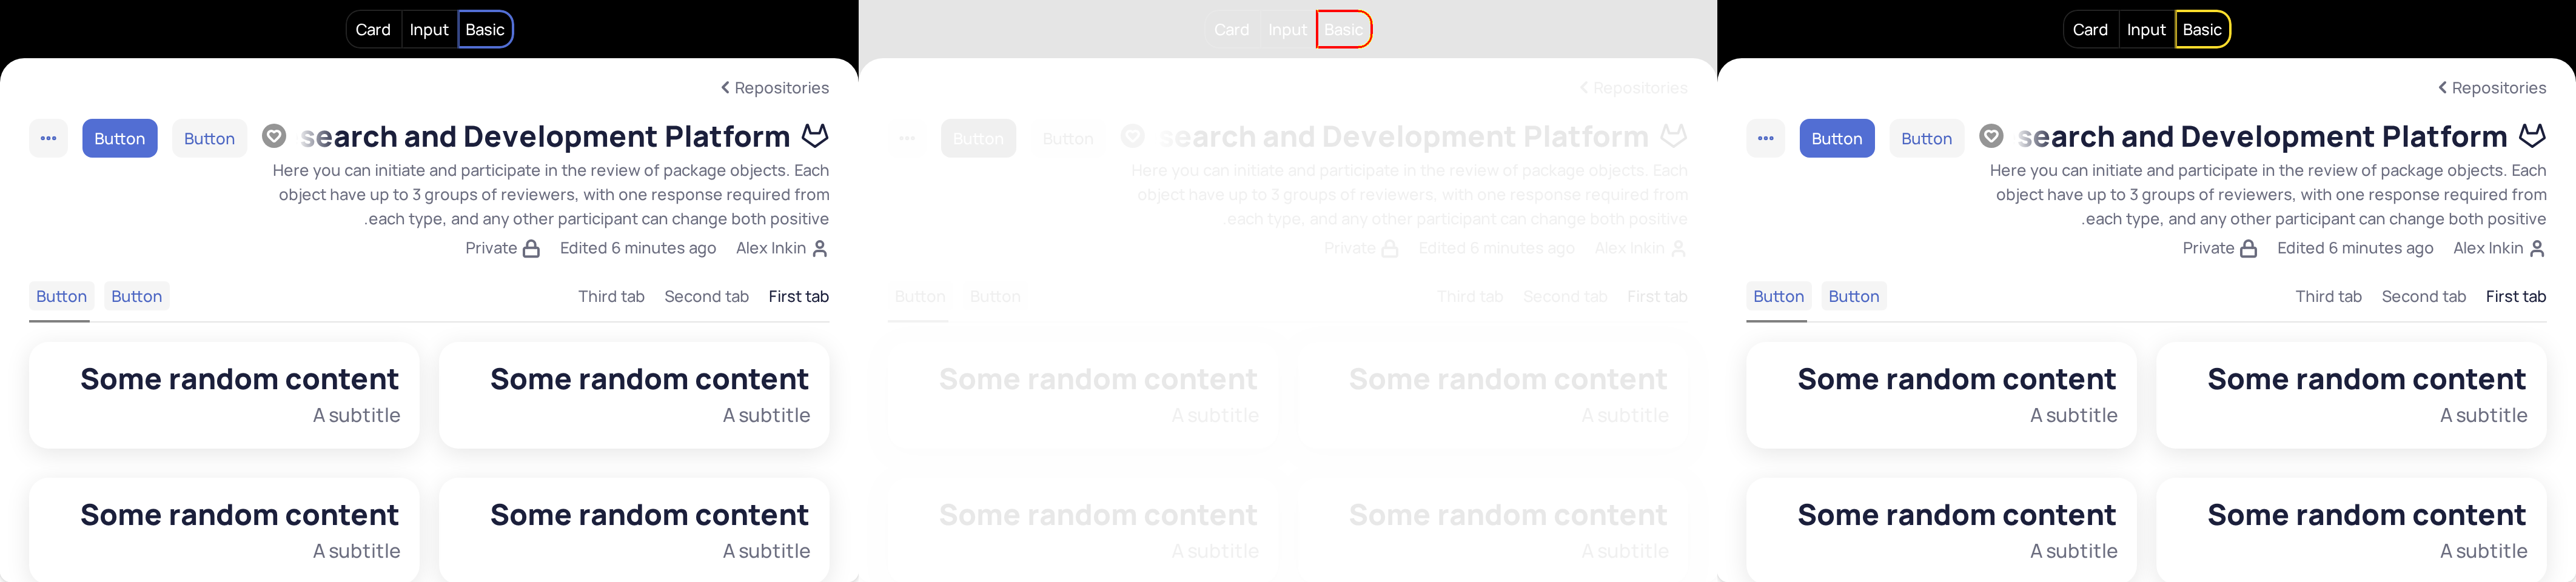 Card Input Basic
Repositories
Button Button search and Development Platform
Here you can initiate and participate in the review of package objects. Each
object have up to 3 groups of reviewers, with one response required from
.each type, and any other participant can change both positive
Private Edited 6 minutes ago Alex Inkin
Button Button Third tab Second tab First tab
Some random content Some random content
A subtitle A subtitle
Some random content Some random content
A subtitle A subtitle
Card Input Basic
Repositories
Button Button search and Development Platform
Here you can initiate and participate in the review of package objects. Each
object have up to 3 groups of reviewers, with one response required from
.each type, and any other participant can change both positive
Private Edited 6 minutes ago Alex Inkin
Button Button Third tab Second tab First tab
Some random content Some random content
A subtitle A subtitle
Some random content Some random content
A subtitle A subtitle
Card Input Basic
Repositories
Button Button search and Development Platform
Here you can initiate and participate in the review of package objects. Each
object have up to 3 groups of reviewers, with one response required from
.each type, and any other participant can change both positive
Private Edited 6 minutes ago Alex Inkin
Button Button Third tab Second tab First tab
Some random content Some random content
A subtitle A subtitle
Some random content Some random content
A subtitle A subtitle